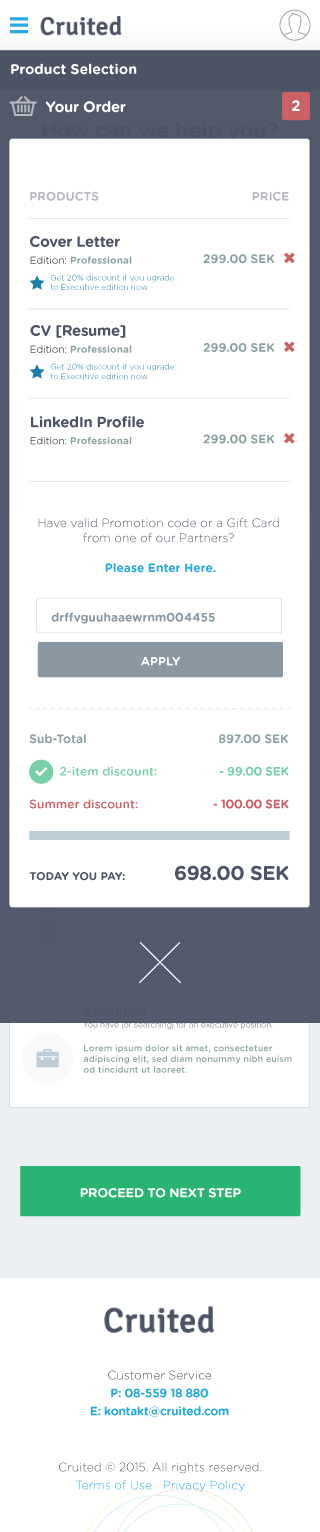 Cruited
Product Selection
Your Order
2
How can we help you?
PRODUCTS PRICE
Cover Letter
Edition: Professional
299.00 SEK
Get 20% discount if you ugrade
to Executive edition now.
CV [Resume]
Edition: Professional
299.00 SEK
Get 20% discount if you ugrade
to Executive edition now.
LinkedIn Profile
Edition: Professional
299.00 SEK
Have valid Promotion code or a Gift Card
from one of our Partners?
Please Enter Here.
drffvguuhaaewrnm004455
APPLY
Sub-Total 897.00 SEK
2-item discount: - 99.00 SEK
Summer discount: - 100.00 SEK
TODAY YOU PAY: 698.00 SEK
Executive
You have (or searching) for an executive position.
Lorem ipsum dolor sit amet, consectetuer
adipiscing elit, sed diam nonummy nibh euism
od tincidunt ut laoreet.
PROCEED TO NEXT STEP
Cruited
Customer Service
P: 08-559 18 880
E: kontakt@cruited.com
Cruited © 2015. All rights reserved.
Terms of Use Privacy Policy